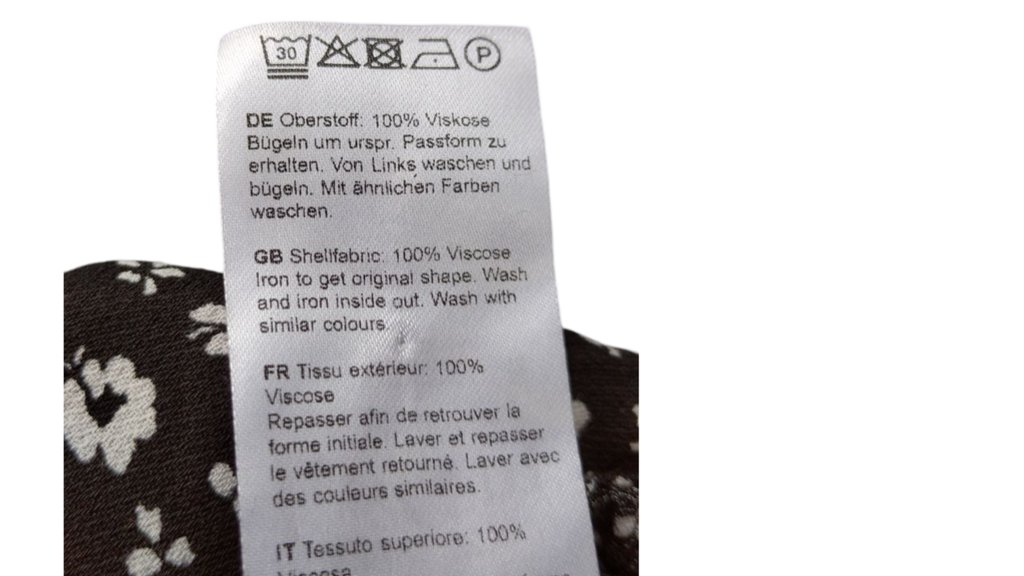 30 P
DE Oberstoff: 100% Viskose
Bügeln um urspr. Passform zu
erhalten. Von Links waschen und
bügeln. Mit ähnlichen Farben
waschen.
GB Shellfabric: 100% Viscose
Iron to get original shape. Wash
and iron inside out. Wash with
similar colours.
FR Tissu extérieur: 100%
Viscose
Repasser afin de retrouver la
forme initiale. Laver et repasser
le vêtement retourné. Laver avec
des couleurs similaires.
IT Tessuto superiore: 100%
Viscosa